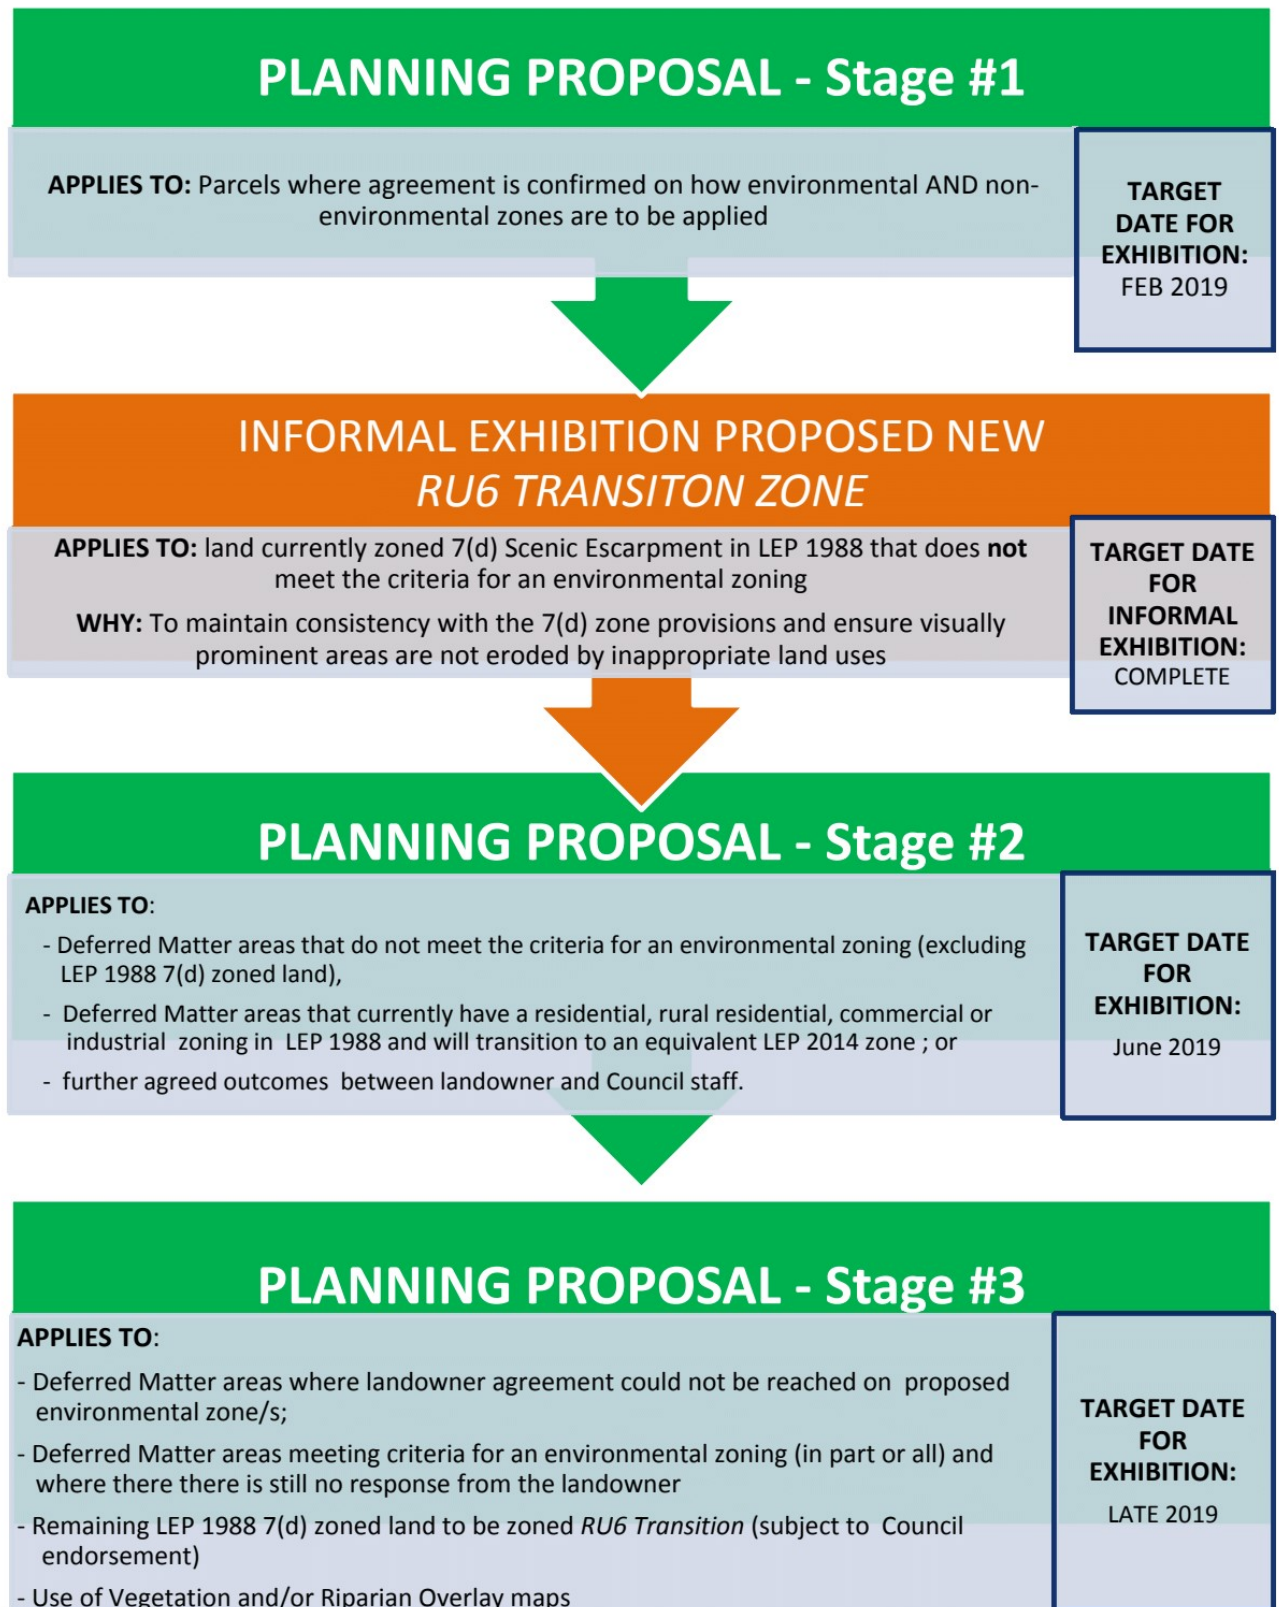 PLANNING PROPOSAL - Stage #1
APPLIES TO: Parcels where agreement is confirmed on how environmental AND non-
environmental zones are to be applied
TARGET
DATE FOR
EXHIBITION:
FEB 2019
INFORMAL EXHIBITION PROPOSED NEW
RU6 TRANSITON ZONE
APPLIES TO: land currently zoned 7(d) Scenic Escarpment in LEP 1988 that does not
meet the criteria for an environmental zoning
WHY: To maintain consistency with the 7(d) zone provisions and ensure visually
prominent areas are not eroded by inappropriate land uses
TARGET DATE
FOR
INFORMAL
EXHIBITION:
COMPLETE
PLANNING PROPOSAL - Stage #2
APPLIES TO:
- Deferred Matter areas that do not meet the criteria for an environmental zoning (excluding
LEP 1988 7(d) zoned land),
- Deferred Matter areas that currently have a residential, rural residential, commercial or
industrial zoning in LEP 1988 and will transition to an equivalent LEP 2014 zone ; or
- further agreed outcomes between landowner and Council staff.
TARGET DATE
FOR
EXHIBITION:
June 2019
PLANNING PROPOSAL - Stage #3
APPLIES TO:
- Deferred Matter areas where landowner agreement could not be reached on proposed
environmental zone/s;
- Deferred Matter areas meeting criteria for an environmental zoning (in part or all) and
where there there is still no response from the landowner
- Remaining LEP 1988 7(d) zoned land to be zoned RU6 Transition (subject to Council
endorsement)
- Use of Vegetation and/or Riparian Overlay maps
TARGET DATE
FOR
EXHIBITION:
LATE 2019